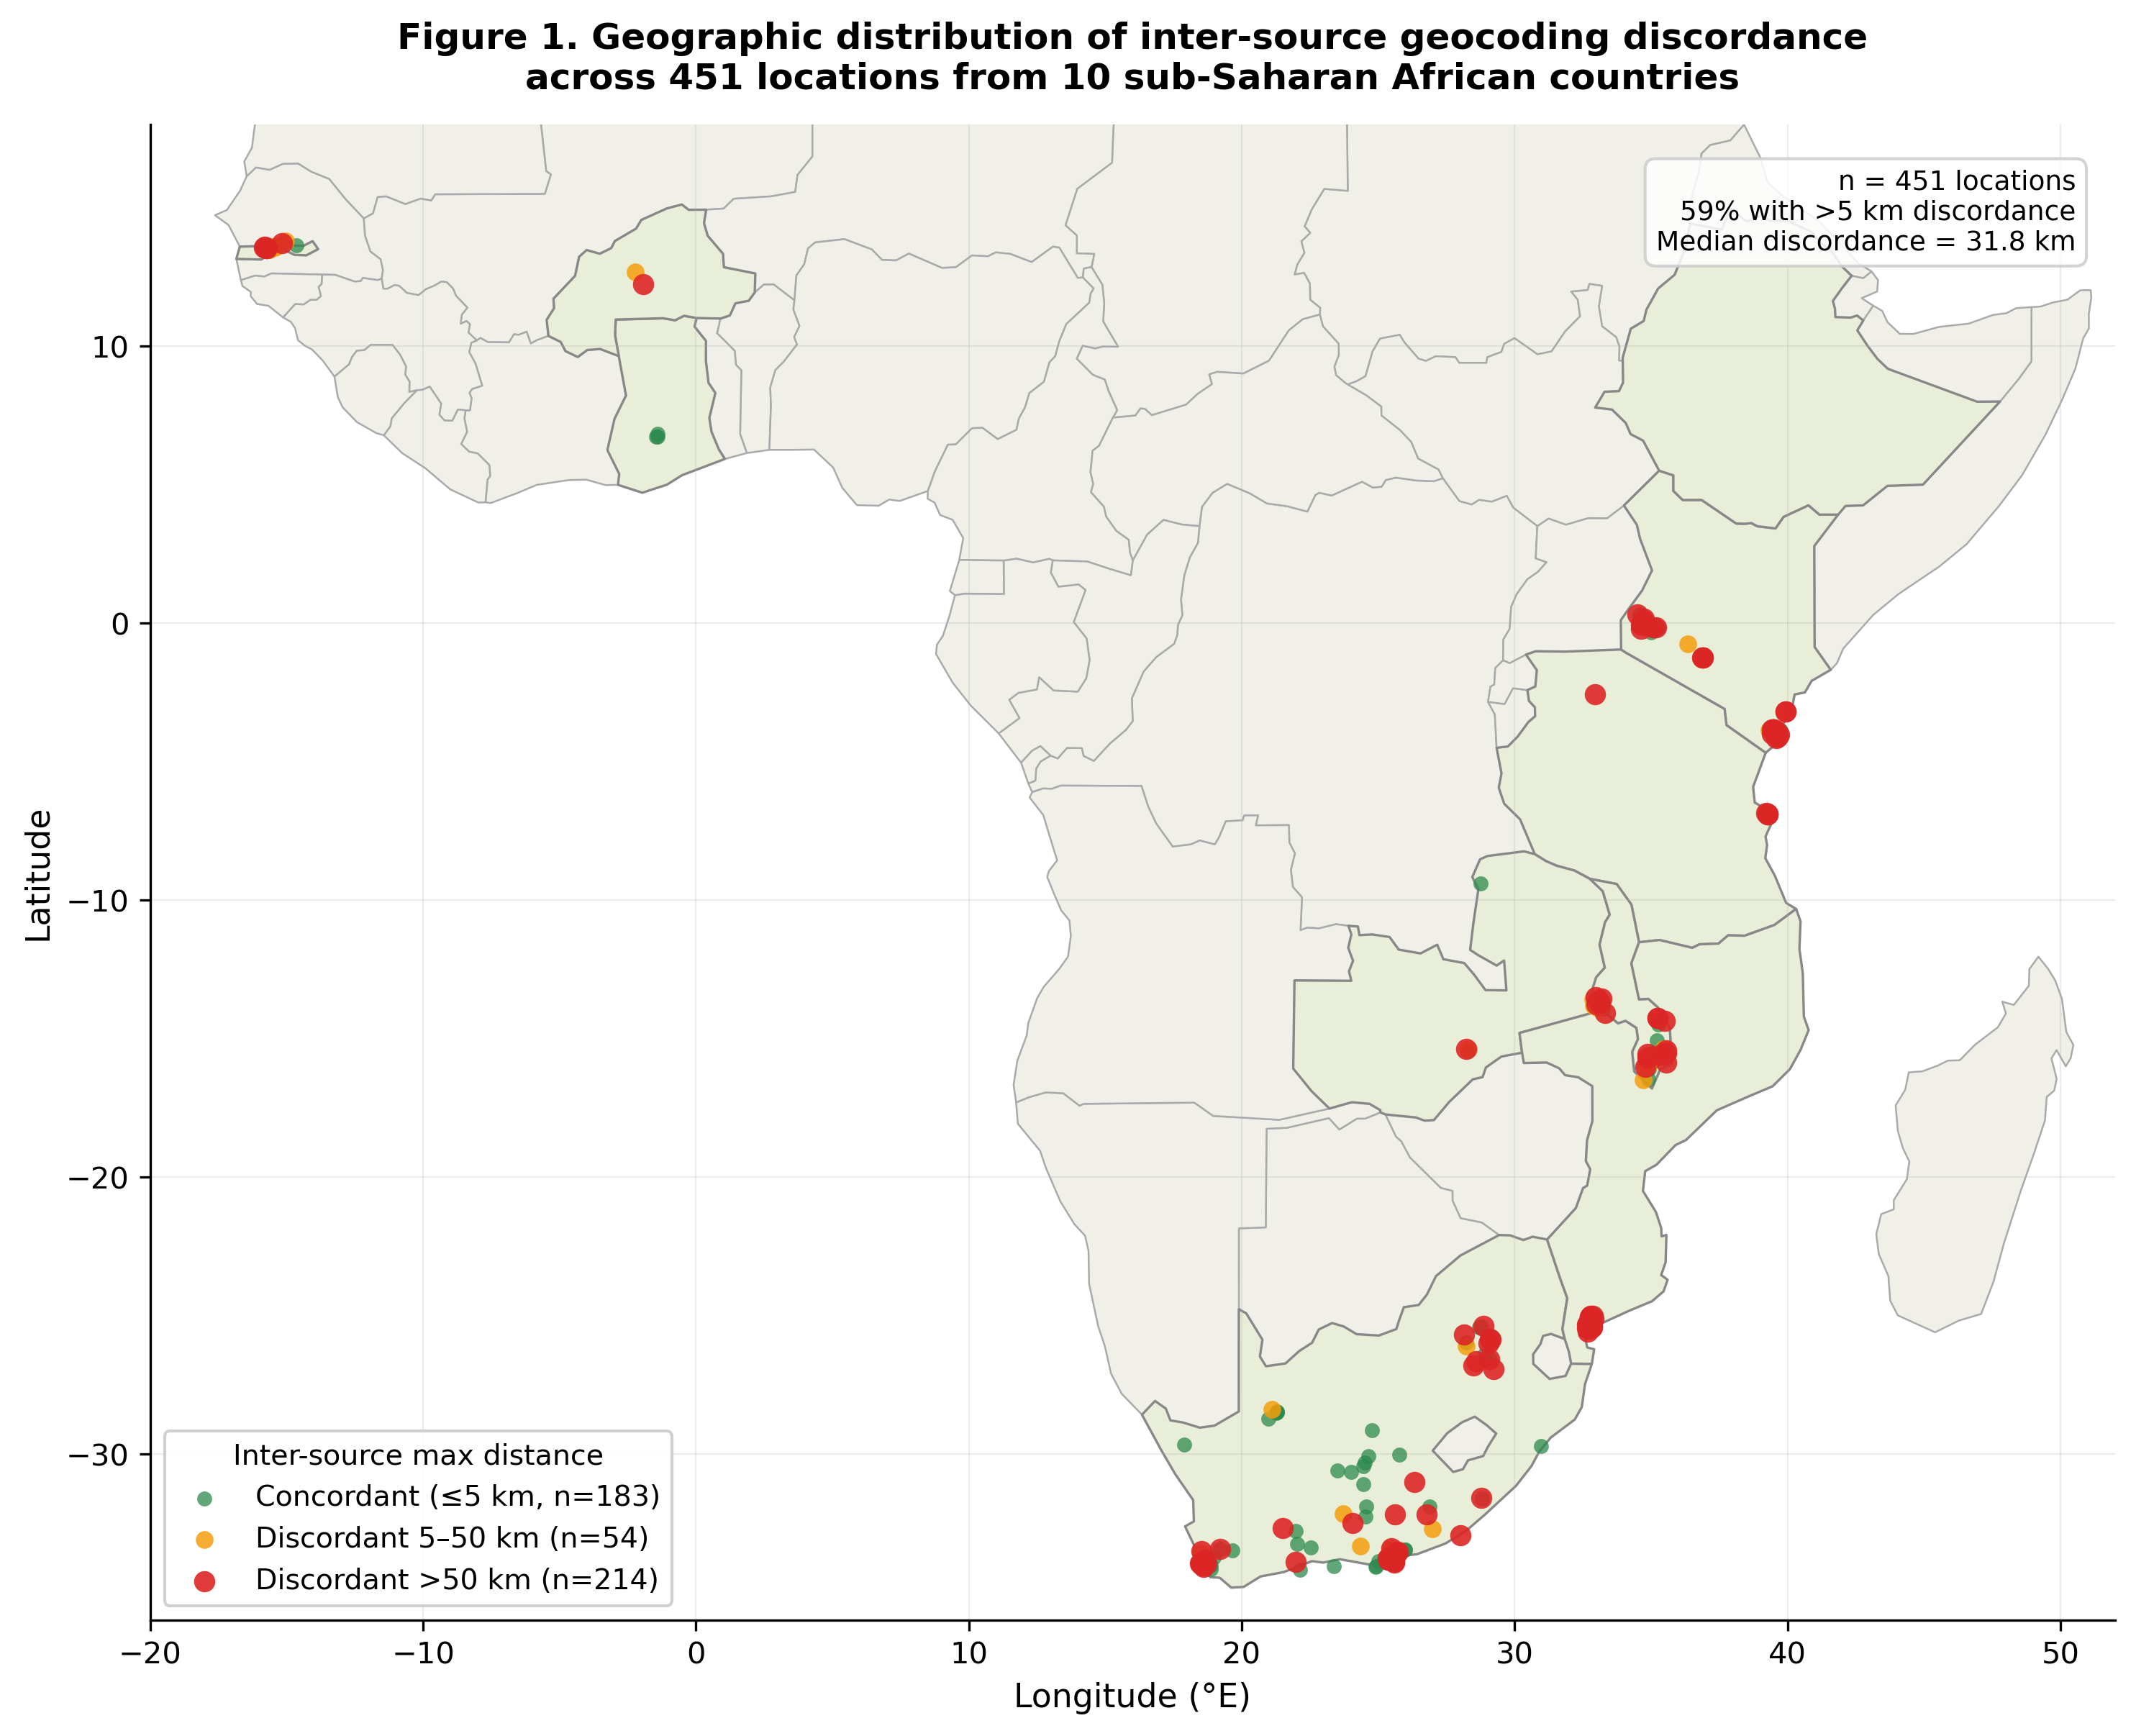 Figure 1. Geographic distribution of inter-source geocoding discordance
across 451 locations from 10 sub-Saharan African countries
n = 451 locations
59% with >5 km discordance
Median discordance = 31.8 km
10
0
−10
−20
−30
Latitude
Inter-source max distance
Concordant (≤5 km, n=183)
Discordant 5–50 km (n=54)
Discordant >50 km (n=214)
−20
−10
0
10
20
30
40
50
Longitude (°E)